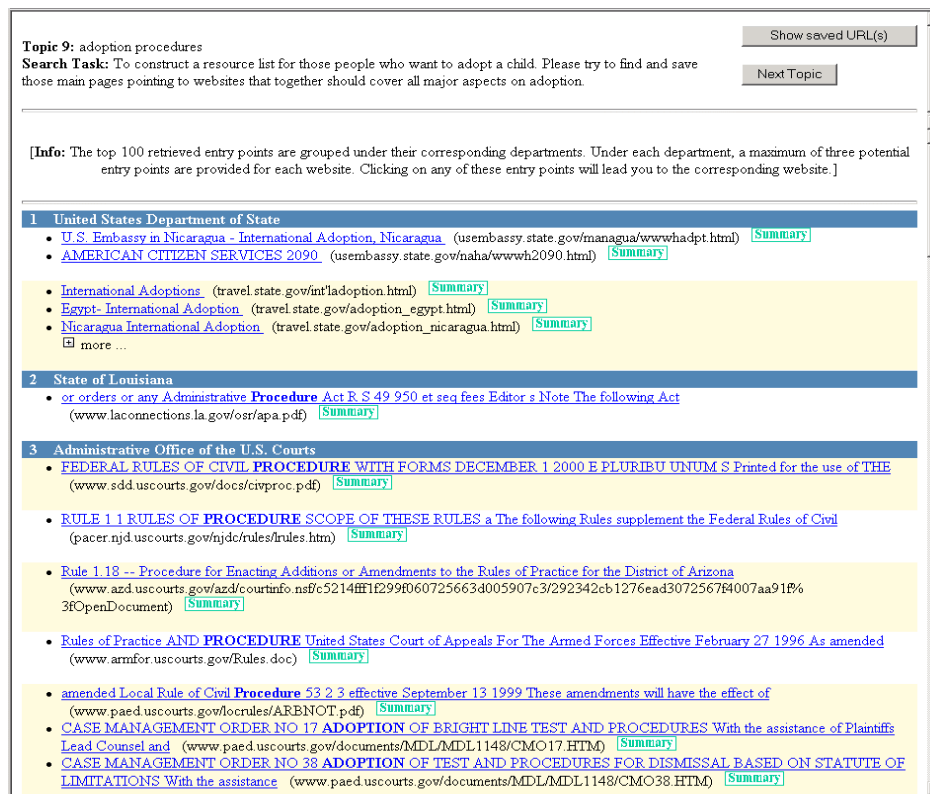 Show saved URL(s)
Topic 9: adoption procedures
Search Task: To construct a resource list for those people who want to adopt a child. Please try to find and save
those main pages pointing to websites that together should cover all major aspects on adoption.
Next Topic
[Info: The top 100 retrieved entry points are grouped under their corresponding departments. Under each department, a maximum of three potential
entry points are provided for each website. Clicking on any of these entry points will lead you to the corresponding website.]
1 United States Department of State
U.S. Embassy in Nicaragua - International Adoption, Nicaragua (usembassy.state.gov/managua/wwwhadpt.html) Summary
AMERICAN CITIZEN SERVICES 2090 (usembassy.state.gov/naha/wwwh2090.html) Summary
International Adoptions (travel.state.gov/int'ladoption.html) Summary
Egypt- International Adoption (travel.state.gov/adoption_egypt.html) Summary
Nicaragua International Adoption (travel.state.gov/adoption_nicaragua.html) Summary
more ...
2 State of Louisiana
or orders or any Administrative Procedure Act R S 49 950 et seq fees Editor s Note The following Act
(www.laconnections.la.gov/osr/apa.pdf) Summary
3 Administrative Office of the U.S. Courts
FEDERAL RULES OF CIVIL PROCEDURE WITH FORMS DECEMBER 1 2000 E PLURIBU UNUM S Printed for the use of THE
(www.sdd.uscourts.gov/docs/civproc.pdf) Summary
RULE 1 1 RULES OF PROCEDURE SCOPE OF THESE RULES a The following Rules supplement the Federal Rules of Civil
(pacer.njd.uscourts.gov/njdc/rules/lrules.htm) Summary
Rule 1.18 -- Procedure for Enacting Additions or Amendments to the Rules of Practice for the District of Arizona
(www.azd.uscourts.gov/azd/courtinfo.nsf/c5214fff1f299f060725663d005907c3/292342cb1276ead3072567f4007aa91f%
3fOpenDocument) Summary
Rules of Practice AND PROCEDURE United States Court of Appeals For The Armed Forces Effective February 27 1996 As amended
(www.armfor.uscourts.gov/Rules.doc) Summary
amended Local Rule of Civil Procedure 53 2 3 effective September 13 1999 These amendments will have the effect of
(www.paed.uscourts.gov/locrules/ARBNOT.pdf) Summary
CASE MANAGEMENT ORDER NO 17 ADOPTION OF BRIGHT LINE TEST AND PROCEDURES With the assistance of Plaintiffs
Lead Counsel and (www.paed.uscourts.gov/documents/MDL/MDL1148/CMO17.HTM) Summary
CASE MANAGEMENT ORDER NO 38 ADOPTION OF TEST AND PROCEDURES FOR DISMISSAL BASED ON STATUTE OF
LIMITATIONS With the assistance (www.paed.uscourts.gov/documents/MDL/MDL1148/CMO38.HTM) Summary